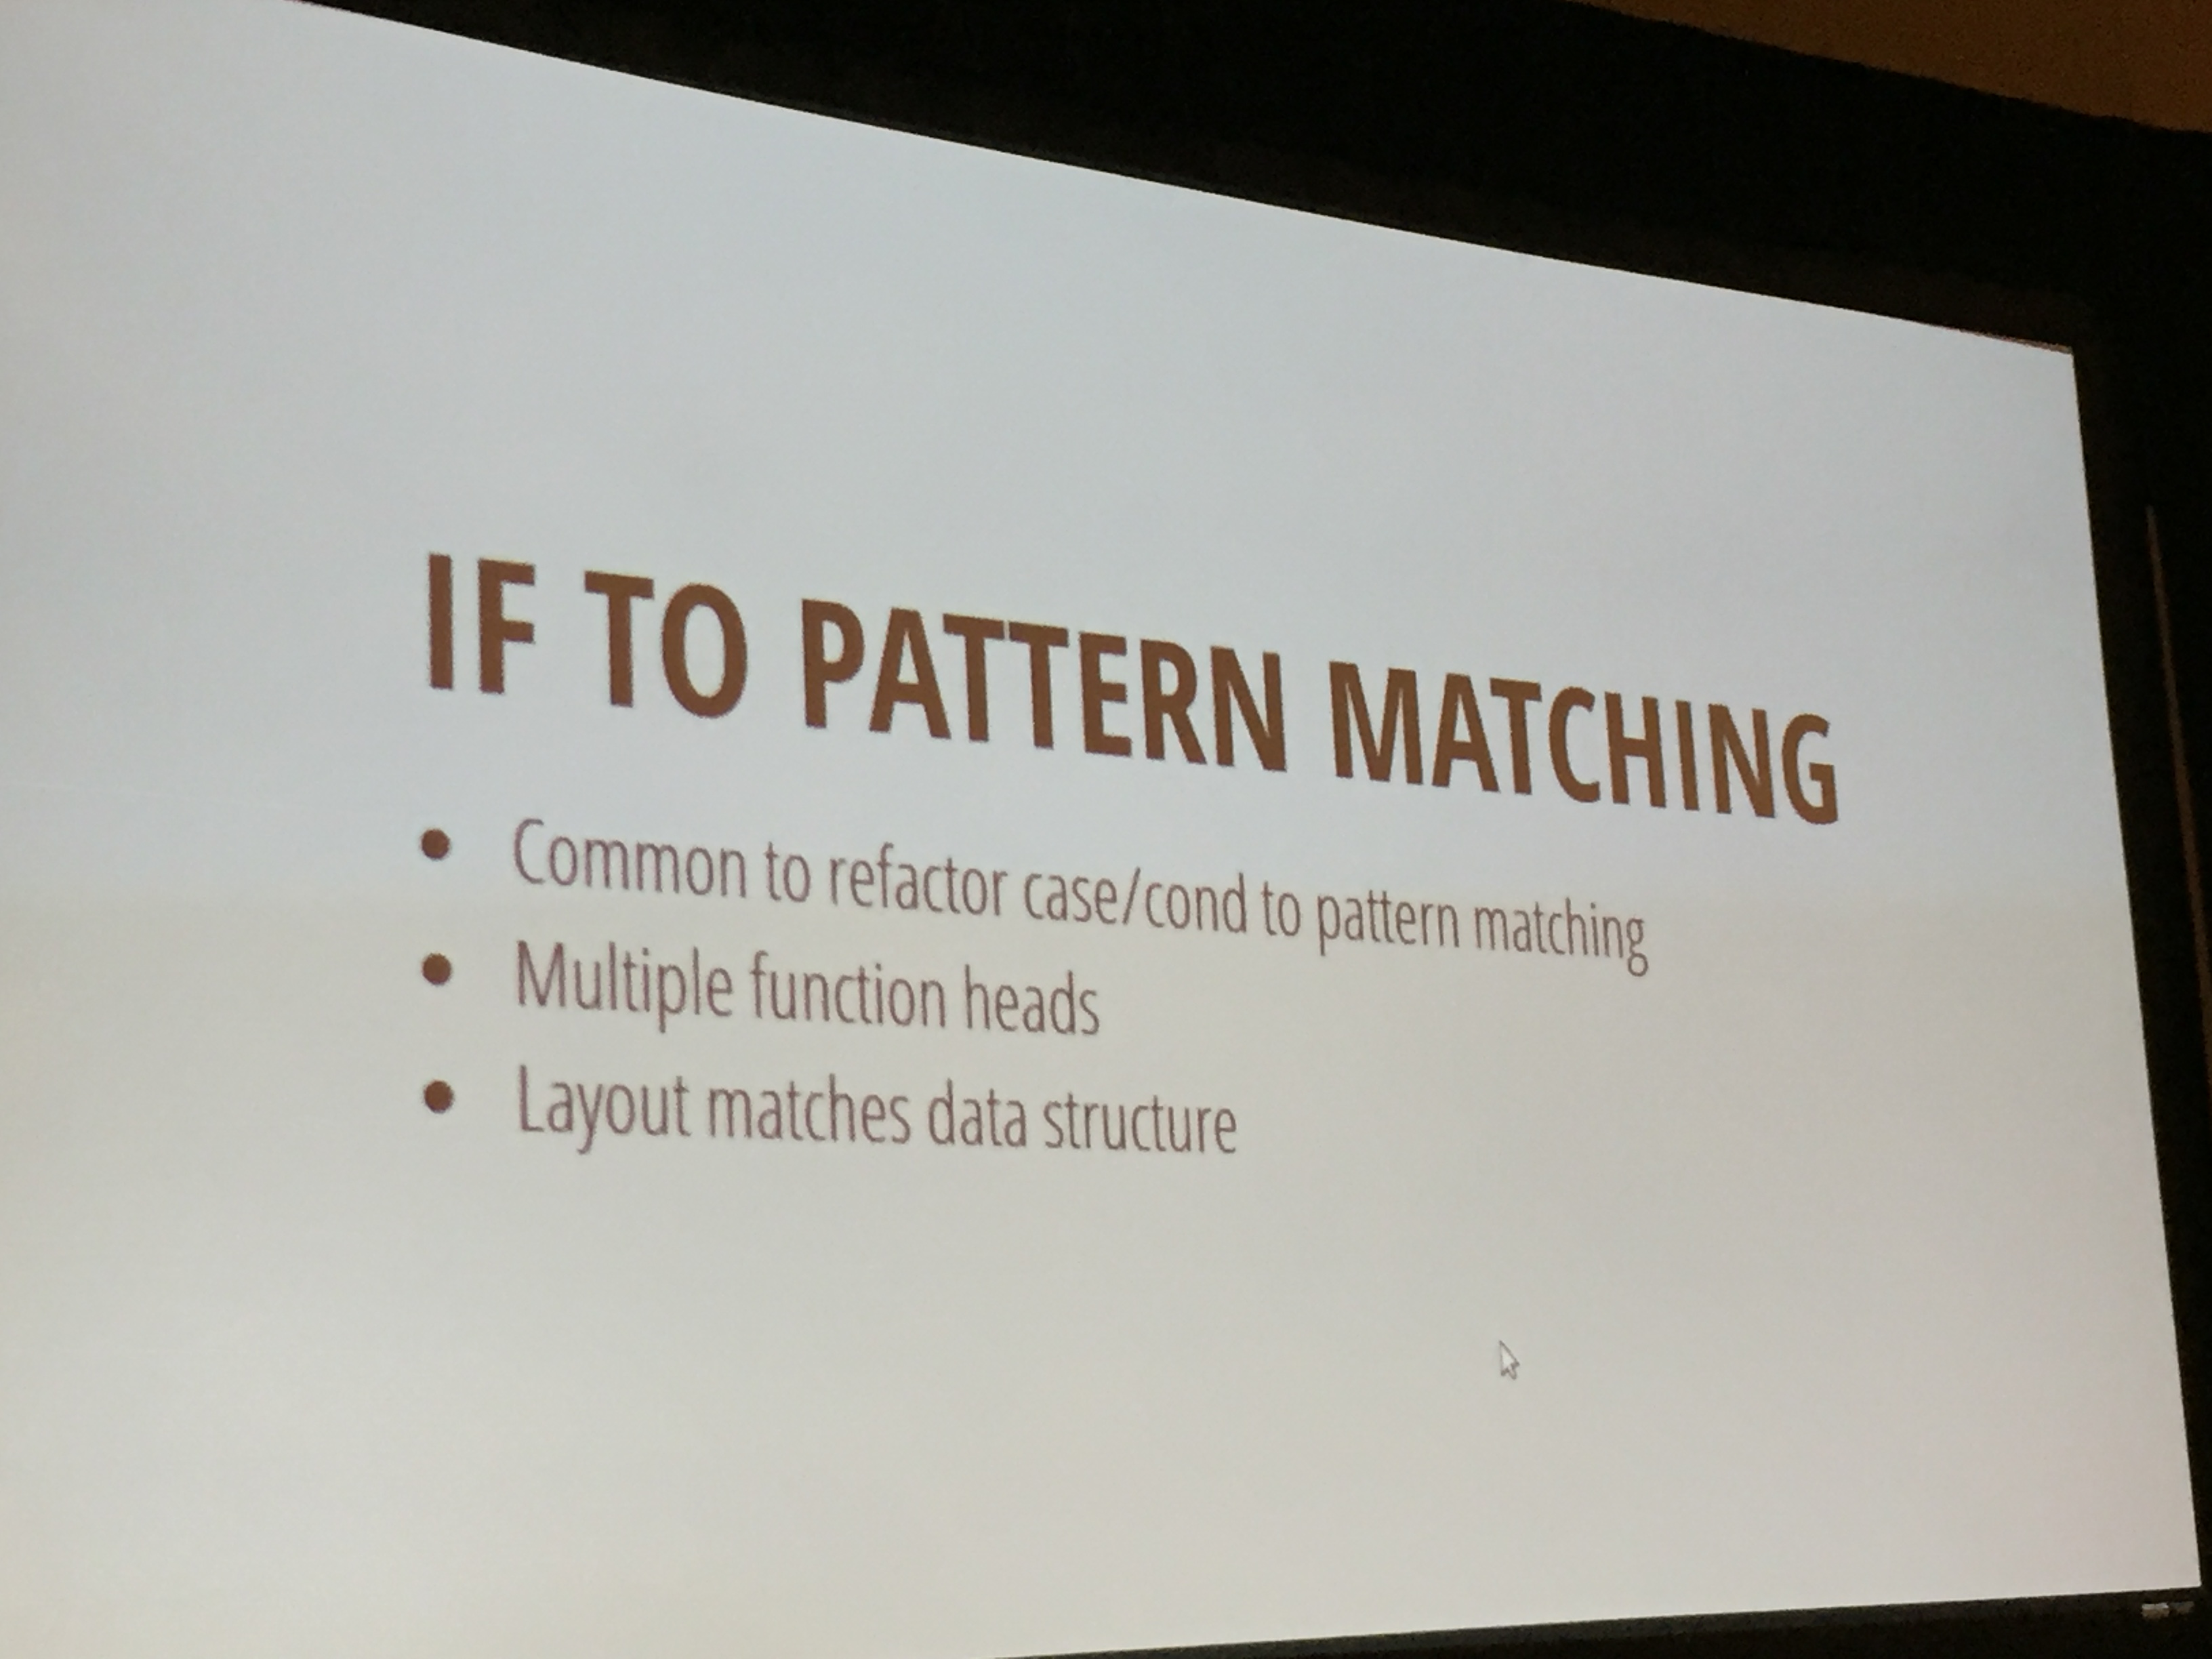 IF TO PATTERN MATCHING
• Common to refactor case/cond to pattern matching
• Multiple function heads
• Layout matches data structure